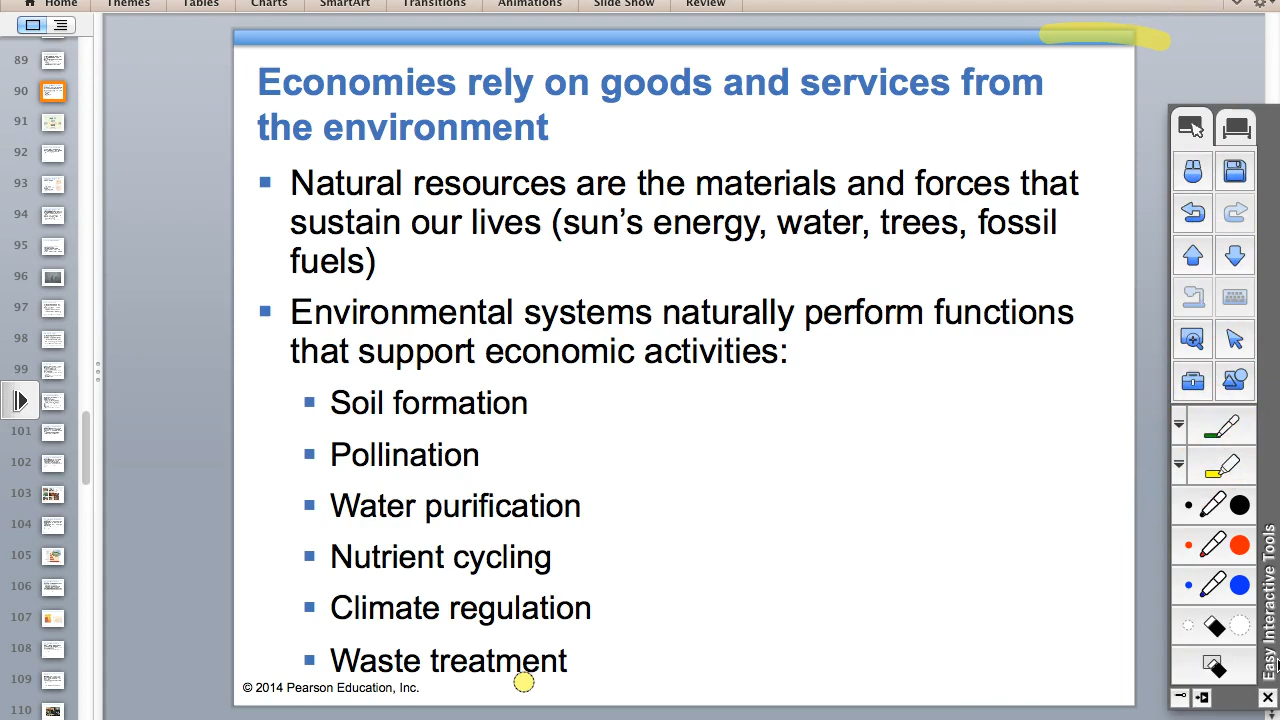 Home Themes Tables Charts SmartArt Transitions Animations Slide Show Review
89
90
91
92
93
94
95
96
97
98
99
101
102
103
104
105
106
107
108
109
110
Economies rely on goods and services from
the environment
Natural resources are the materials and forces that
sustain our lives (sun’s energy, water, trees, fossil
fuels)
Environmental systems naturally perform functions
that support economic activities:
Soil formation
Pollination
Water purification
Nutrient cycling
Climate regulation
Waste treatment
© 2014 Pearson Education, Inc.
Easy Interactive Tools